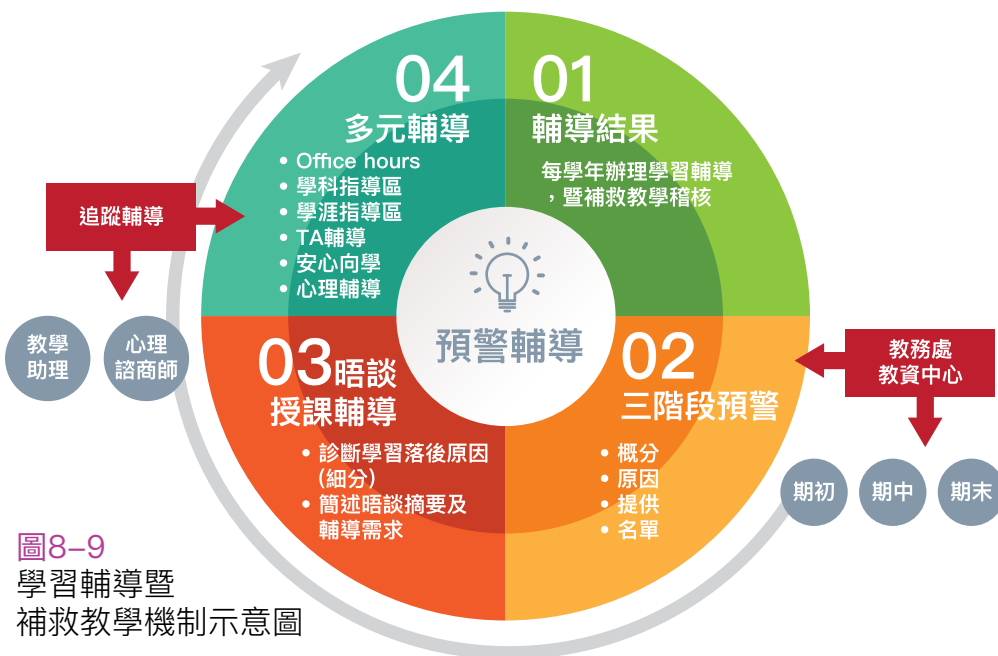 04
多元輔導
• Office hours
• 學科指導區
• 學涯指導區
• TA輔導
• 安心向學
• 心理輔導
01
輔導結果
每學年辦理學習輔導
，暨補救教學稽核
追蹤輔導
教學
助理
心理
諮商師
預警輔導
03晤談
授課輔導
• 診斷學習落後原因
(細分)
• 簡述晤談摘要及
輔導需求
02
三階段預警
• 概分
• 原因
• 提供
• 名單
教務處
教資中心
期初
期中
期末
圖8–9
學習輔導暨
補救教學機制示意圖